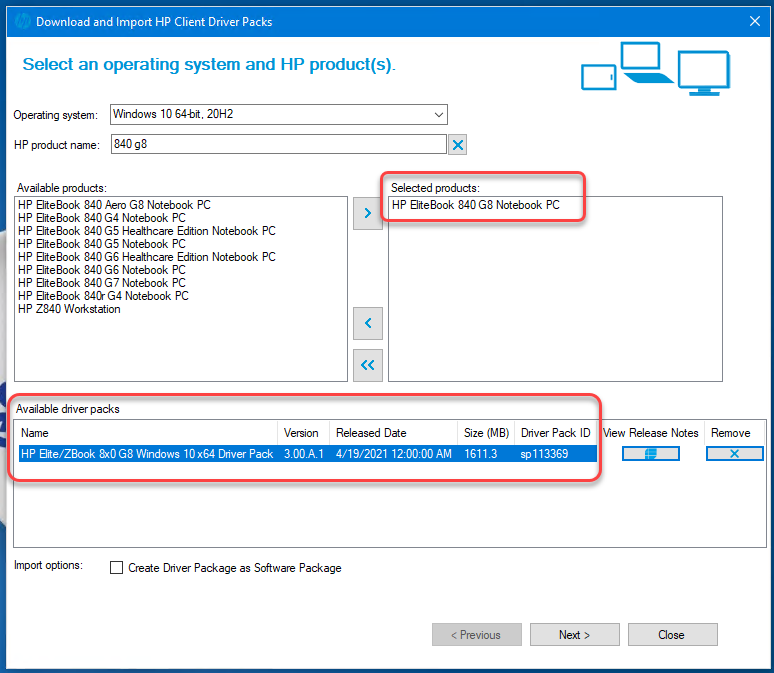 Download and Import HP Client Driver Packs
Select an operating system and HP product(s).
Operating system: Windows 10 64-bit, 20H2
HP product name: 840 g8
Available products:
HP EliteBook 840 Aero G8 Notebook PC
HP EliteBook 840 G4 Notebook PC
HP EliteBook 840 G5 Healthcare Edition Notebook PC
HP EliteBook 840 G5 Notebook PC
HP EliteBook 840 G6 Healthcare Edition Notebook PC
HP EliteBook 840 G6 Notebook PC
HP EliteBook 840 G7 Notebook PC
HP EliteBook 840r G4 Notebook PC
HP Z840 Workstation
Selected products:
HP EliteBook 840 G8 Notebook PC
Available driver packs
Name Version Released Date Size (MB) Driver Pack ID View Release Notes Remove
HP Elite/ZBook 8x0 G8 Windows 10 x64 Driver Pack 3.00.A.1 4/19/2021 12:00:00 AM 1611.3 sp113369
Import options: Create Driver Package as Software Package
< Previous Next > Close